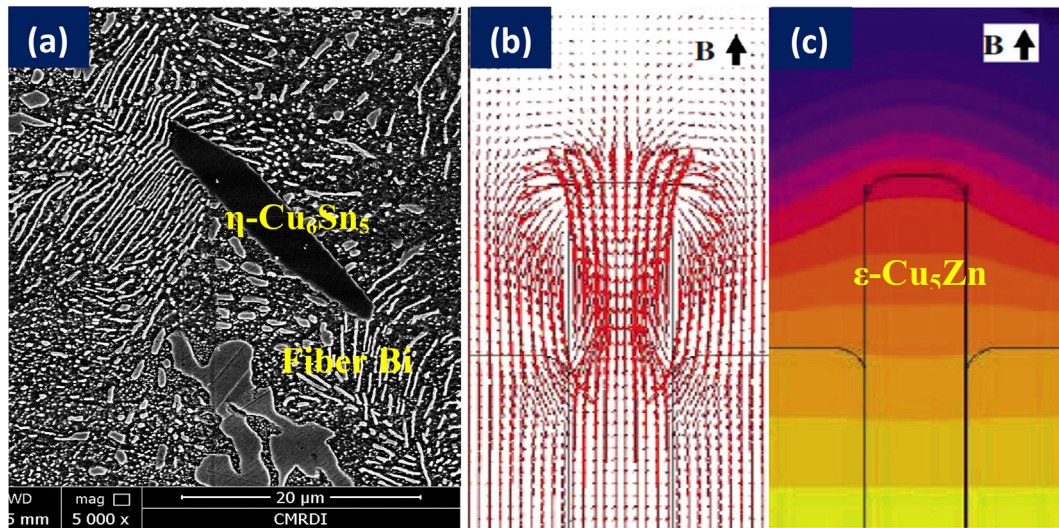 (a)
η-Cu₆Sn₅
Fiber Bi
WD
5 mm
mag
5 000 x
20 µm
CMRDI
(b)
B
(c)
B
ε-Cu₅Zn